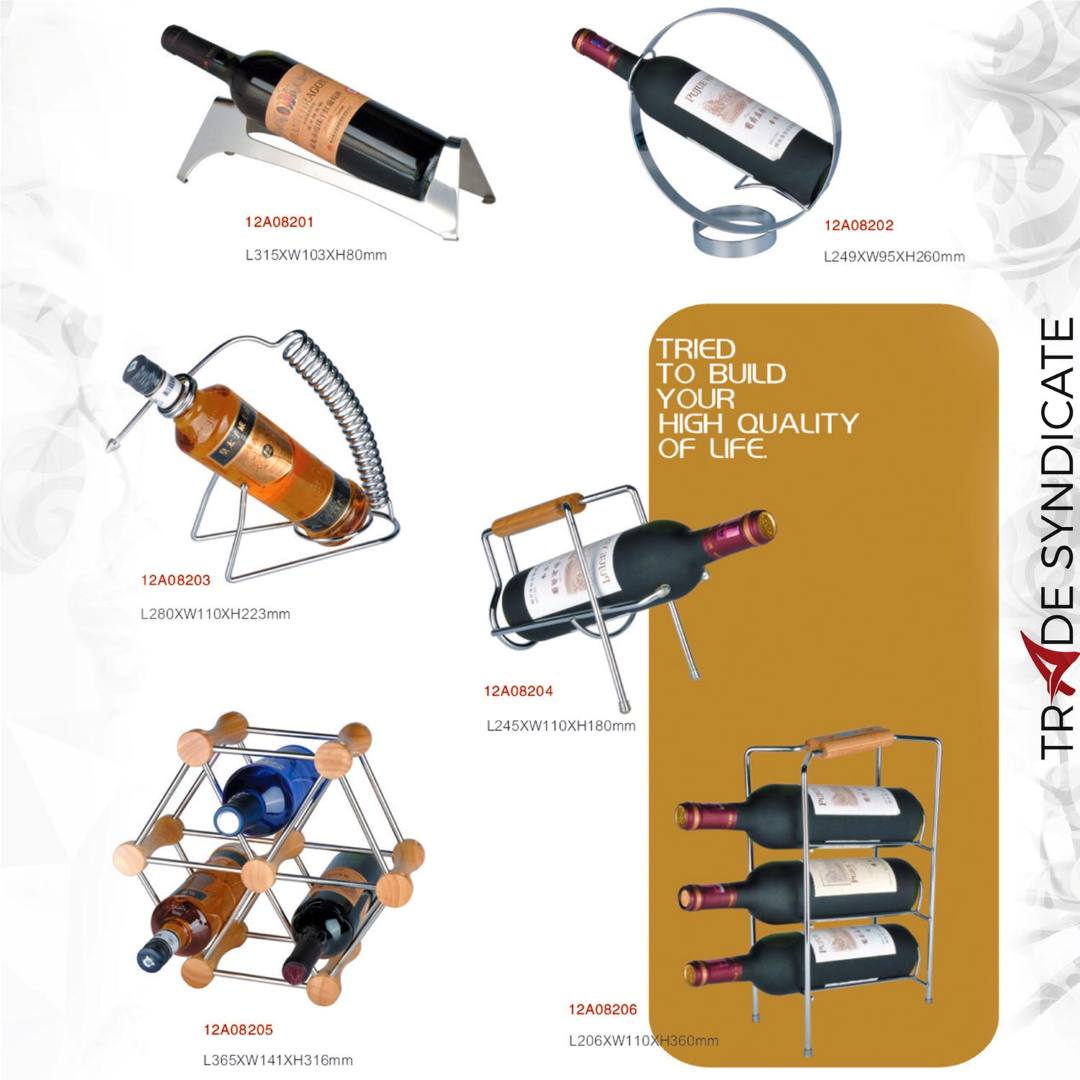 12A08201
L315XW103XH80mm
12A08202
L249XW95XH260mm
TRIED
TO BUILD
YOUR
HIGH QUALITY
OF LIFE.
12A08203
L280XW110XH223mm
12A08204
L245XW110XH180mm
12A08205
L365XW141XH316mm
12A08206
L206XW110XH360mm
TRADE SYNDICATE